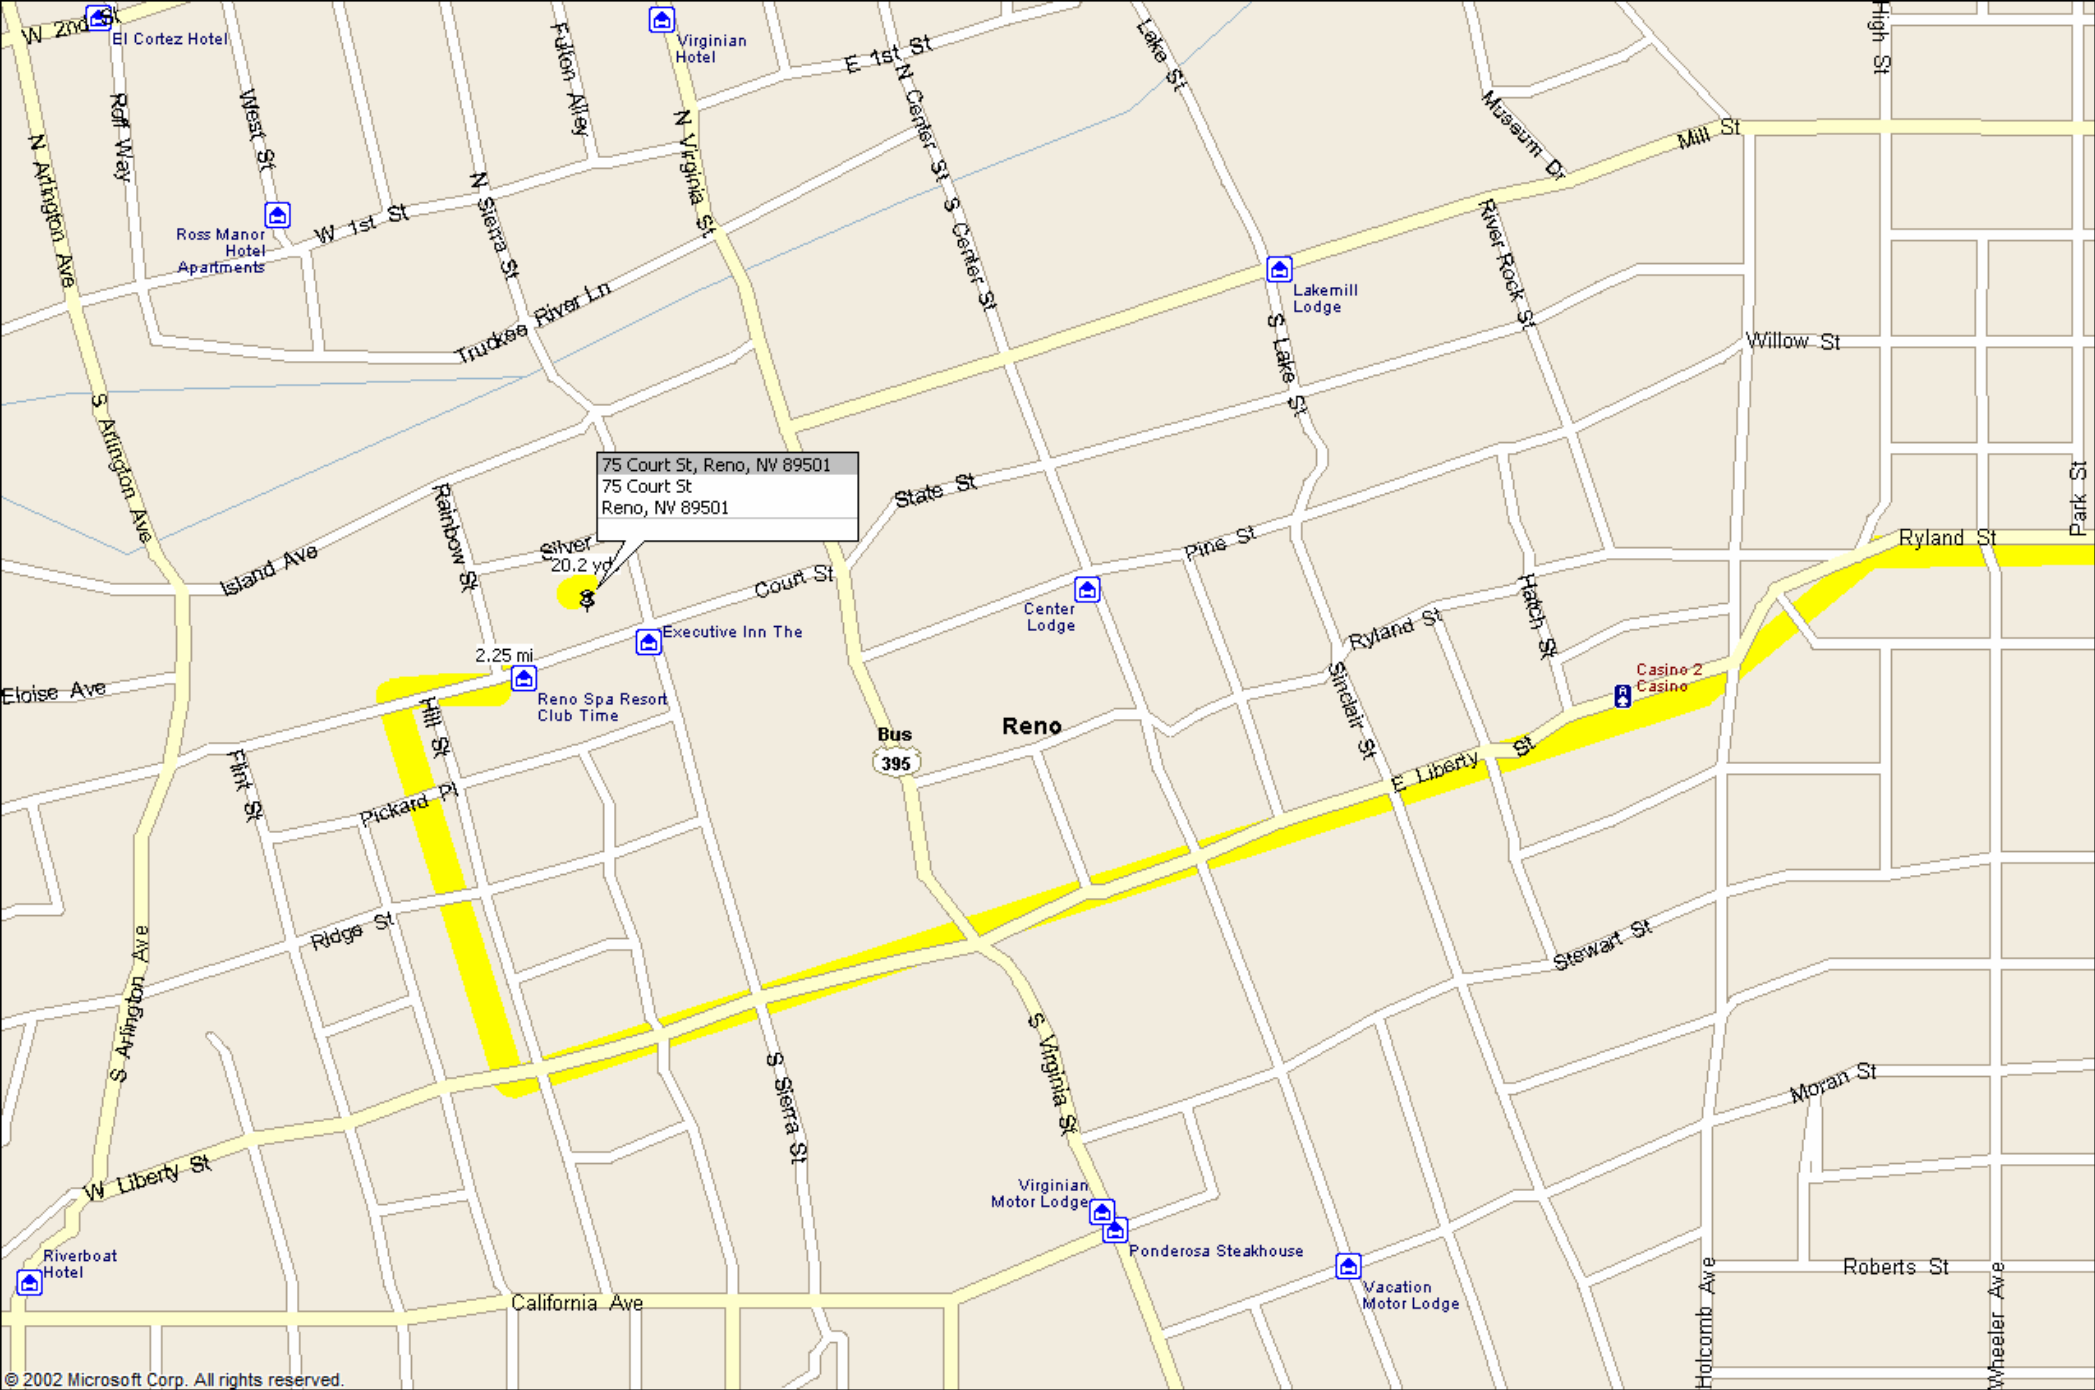 W 2nd St
El Cortez Hotel
Virginian
Hotel
Fulton Alley
E 1st St
Lake St
High St
N Arlington Ave
Roff Way
West St
N Sierra St
N Virginia St
N Center St
Museum Dr
Mill St
Ross Manor
Hotel
Apartments
W 1st St
Truckee River Ln
S Center St
River Rock St
Lakemill
Lodge
S Lake St
Willow St
S Arlington Ave
75 Court St, Reno, NV 89501
75 Court St
Reno, NV 89501
State St
Park St
Rainbow St
Silver
20.2 yd
Island Ave
Court St
Pine St
Ryland St
Center
Lodge
Executive Inn The
Ryland St
Hatch St
2.25 mi
Eloise Ave
Reno Spa Resort
Club Time
Hill St
Casino 2
Casino
Sinclair St
Reno
Bus
395
Flint St
Pickard Pl
E Liberty St
Ridge St
Stewart St
S Arlington Ave
S Virginia St
S Sierra St
Moran St
W Liberty St
Virginian
Motor Lodge
Ponderosa Steakhouse
Riverboat
Hotel
Vacation
Motor Lodge
Roberts St
California Ave
Holcomb Ave
Wheeler Ave
© 2002 Microsoft Corp. All rights reserved.